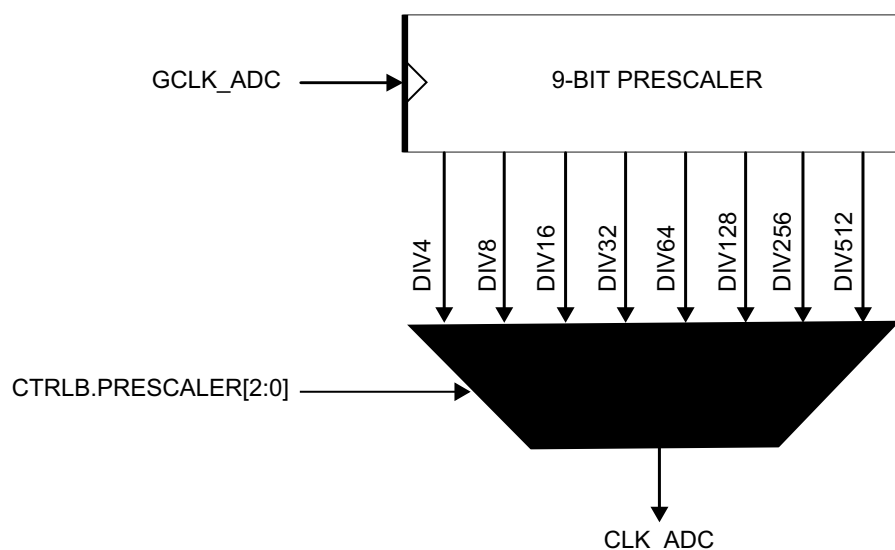 GCLK_ADC
9-BIT PRESCALER
DIV4
DIV8
DIV16
DIV32
DIV64
DIV128
DIV256
DIV512
CTRLB.PRESCALER[2:0]
CLK_ADC